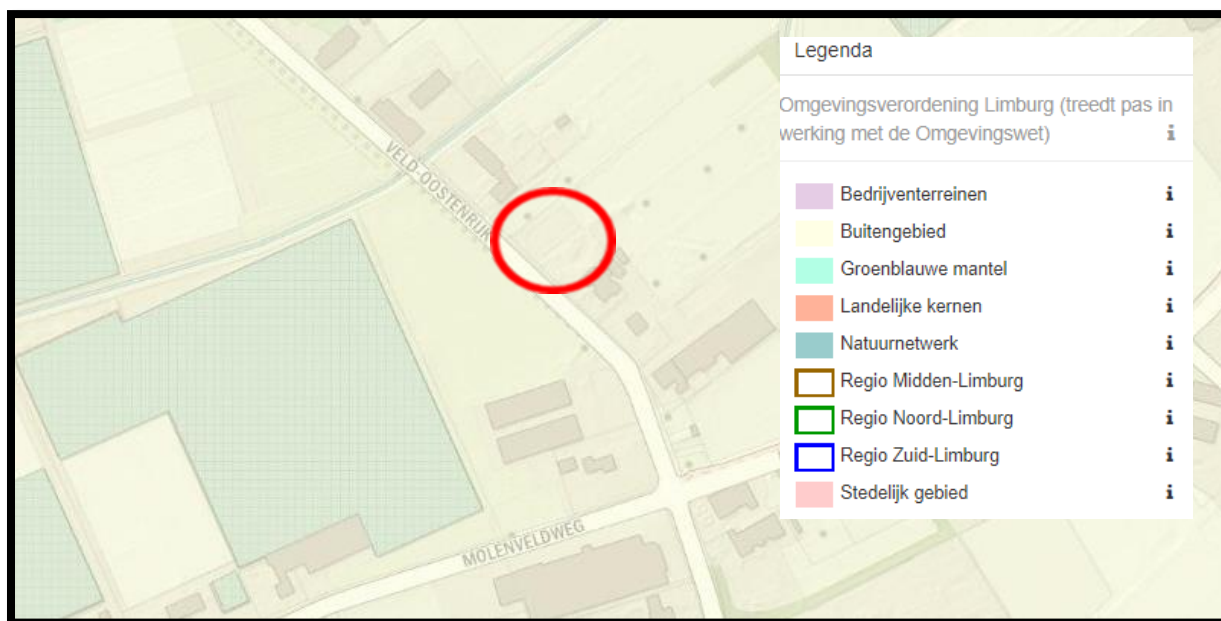 Legenda
Omgevingsverordening Limburg (treedt pas in
werking met de Omgevingswet)
Bedrijventerreinen
Buitengebied
Groenblauwe mantel
Landelijke kernen
Natuurnetwerk
Regio Midden-Limburg
Regio Noord-Limburg
Regio Zuid-Limburg
Stedelijk gebied
VELD-OOSTENRIJK
MOLENVELDWEG